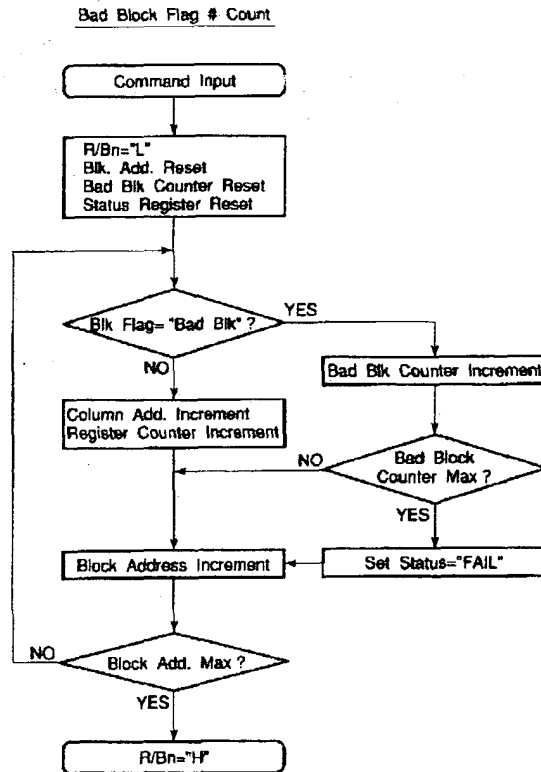 Bad Block Flag # Count
Command Input
R/Bn="L"
Blk. Add. Reset
Bad Blk Counter Reset
Status Register Reset
Blk Flag= "Bad Blk" ?
YES
NO
Bad Blk Counter Increment
Column Add. Increment
Register Counter Increment
NO
Bad Block
Counter Max ?
YES
Block Address Increment
Set Status="FAIL"
NO
Block Add. Max ?
YES
R/Bn="H"